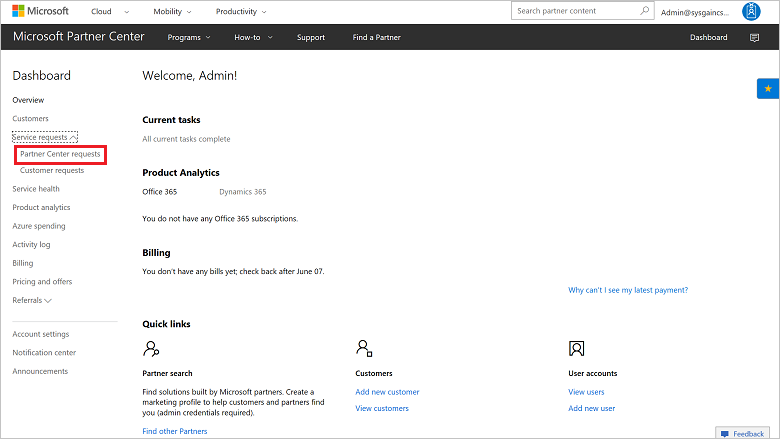 Microsoft Cloud Mobility Productivity Search partner content Admin@sysgaincs...
Microsoft Partner Center Programs How-to Support Find a Partner Dashboard
Dashboard
Overview
Customers
Service requests
Partner Center requests
Customer requests
Service health
Product analytics
Azure spending
Activity log
Billing
Pricing and offers
Referrals
Account settings
Notification center
Announcements
Welcome, Admin!
Current tasks
All current tasks complete
Product Analytics
Office 365 Dynamics 365
You do not have any Office 365 subscriptions.
Billing
You don't have any bills yet; check back after June 07.
Why can't I see my latest payment?
Quick links
Partner search
Find solutions built by Microsoft partners. Create a
marketing profile to help customers and partners find
you (admin credentials required).
Find other Partners
Customers
Add new customer
View customers
User accounts
View users
Add new user
Feedback